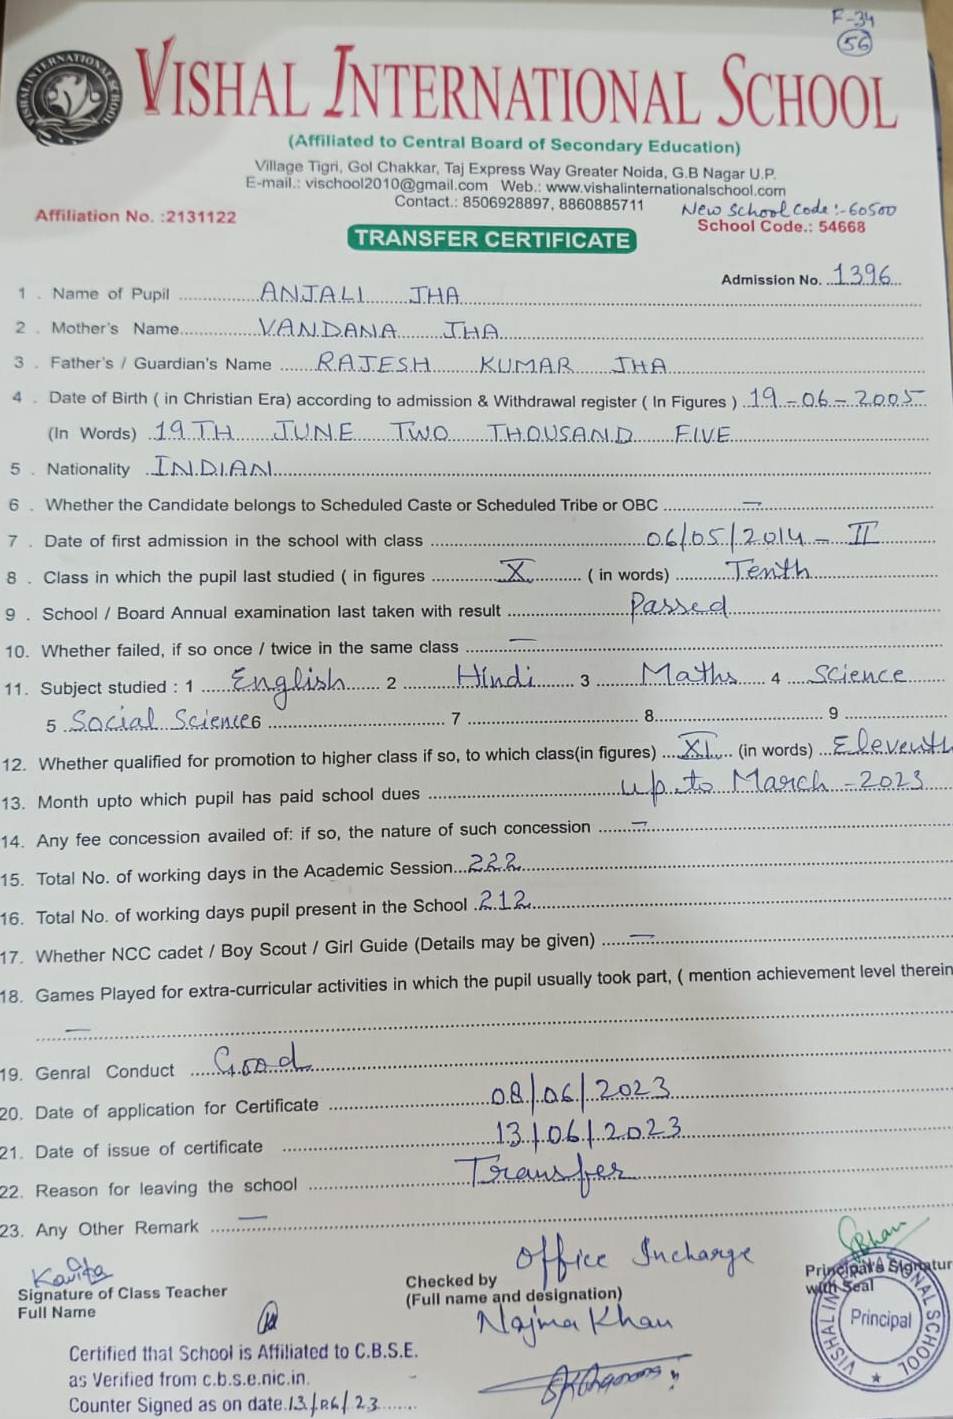 F-34
56
VISHAL INTERNATIONAL SCHOOL
VISHAL INTERNATIONAL SCHOOL
(Affiliated to Central Board of Secondary Education)
Village Tigri, Gol Chakkar, Taj Express Way Greater Noida, G.B Nagar U.P.
E-mail.: vischool2010@gmail.com Web.: www.vishalinternationalschool.com
Contact.: 8506928897, 8860885711
New School Code:-60500
Affiliation No. :2131122 School Code.: 54668
TRANSFER CERTIFICATE
Admission No. 1396
1 . Name of Pupil ANJALI JHA
2 . Mother's Name VANDANA JHA
3 . Father's / Guardian's Name RAJESH KUMAR JHA
4 . Date of Birth ( in Christian Era) according to admission & Withdrawal register ( In Figures ) 19-06-2005
(In Words) 19TH JUNE TWO THOUSAND FIVE
5 . Nationality INDIAN
6 . Whether the Candidate belongs to Scheduled Caste or Scheduled Tribe or OBC —
7 . Date of first admission in the school with class 06/05/2014 - II
8 . Class in which the pupil last studied ( in figures X ( in words) Tenth
9 . School / Board Annual examination last taken with result Passed
10. Whether failed, if so once / twice in the same class —
11. Subject studied : 1 English 2 Hindi 3 Maths 4 Science
5 Social Science 6 7 8 9
12. Whether qualified for promotion to higher class if so, to which class(in figures) XI (in words) Eleventh
13. Month upto which pupil has paid school dues up to March-2023
14. Any fee concession availed of: if so, the nature of such concession —
15. Total No. of working days in the Academic Session 222
16. Total No. of working days pupil present in the School 212
17. Whether NCC cadet / Boy Scout / Girl Guide (Details may be given) —
18. Games Played for extra-curricular activities in which the pupil usually took part, ( mention achievement level therein
—
19. Genral Conduct Good
20. Date of application for Certificate 08/06/2023
21. Date of issue of certificate 13/06/2023
22. Reason for leaving the school Transfer
23. Any Other Remark —
Kavita
Signature of Class Teacher
Full Name
Office Incharge
Checked by
(Full name and designation)
Najma Khan
Principal's Signatur
with Seal
VISHAL INTERNATIONAL SCHOOL
Principal
Certified that School is Affiliated to C.B.S.E.
as Verified from c.b.s.e.nic.in.
Counter Signed as on date 13/06/23